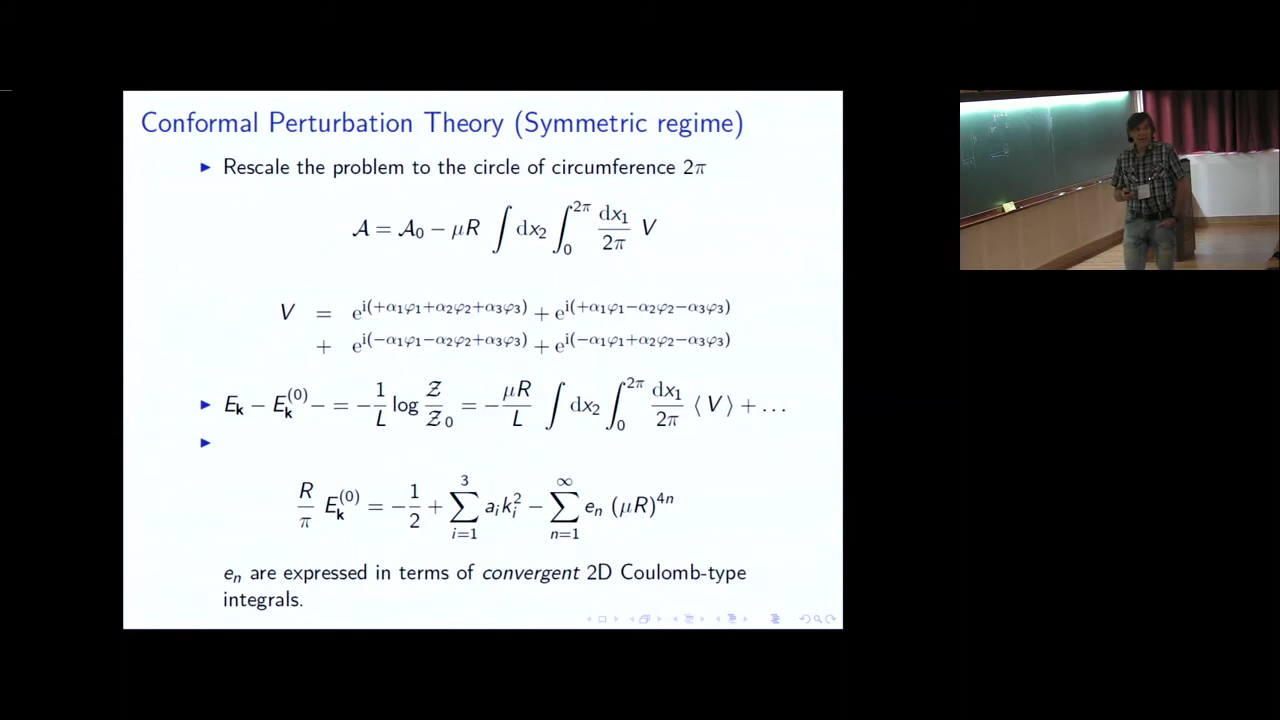 Conformal Perturbation Theory (Symmetric regime)
▶ Rescale the problem to the circle of circumference 2π
𝒜 = 𝒜₀ − μR ∫ dx₂ ∫₀^{2π} dx₁/2π V
V = e^{i(+α₁φ₁+α₂φ₂+α₃φ₃)} + e^{i(+α₁φ₁−α₂φ₂−α₃φ₃)}
+ e^{i(−α₁φ₁−α₂φ₂+α₃φ₃)} + e^{i(−α₁φ₁+α₂φ₂−α₃φ₃)}
▶ E_k − E_k^{(0)} − = − 1/L log 𝒵/𝒵₀ = − μR/L ∫ dx₂ ∫₀^{2π} dx₁/2π ⟨ V ⟩ + …
▶
R/π E_k^{(0)} = − 1/2 + ∑_{i=1}^{3} a_i k_i² − ∑_{n=1}^{∞} e_n (μR)^{4n}
e_n are expressed in terms of convergent 2D Coulomb-type
integrals.